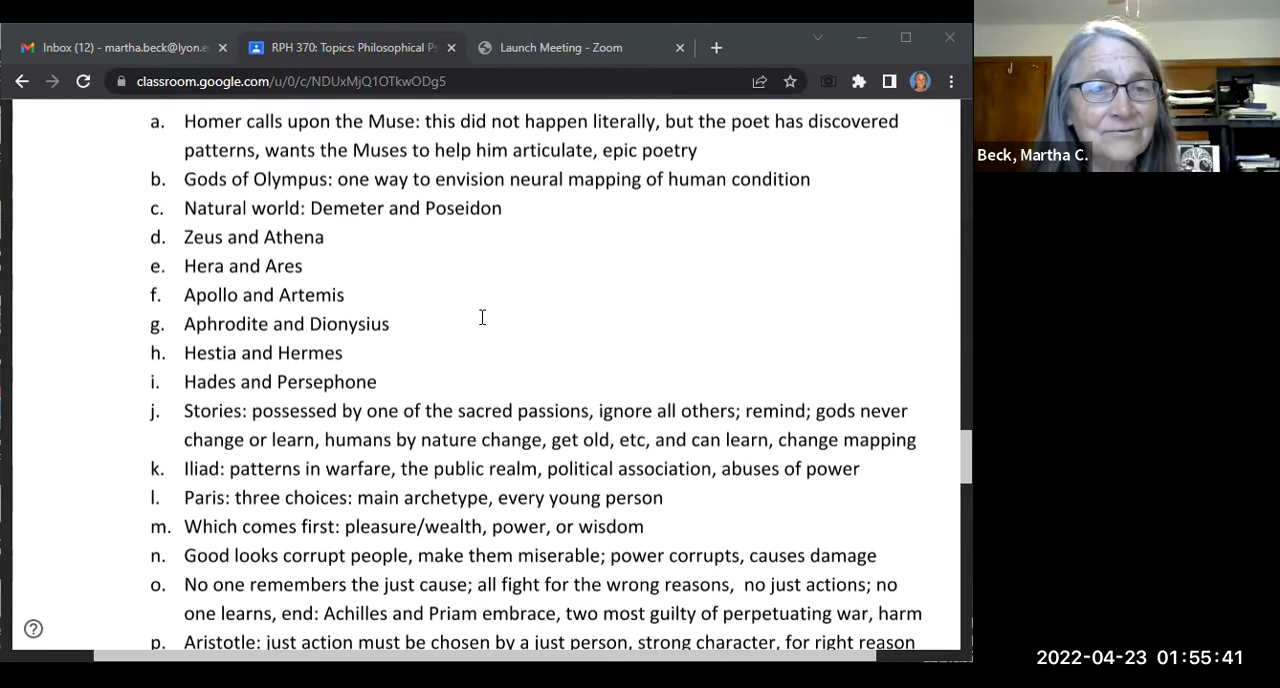 Inbox (12) - martha.beck@lyon.e
RPH 370: Topics: Philosophical Ps
Launch Meeting - Zoom
classroom.google.com/u/0/c/NDUxMjQ1OTkwODg5
a. Homer calls upon the Muse: this did not happen literally, but the poet has discovered
patterns, wants the Muses to help him articulate, epic poetry
b. Gods of Olympus: one way to envision neural mapping of human condition
c. Natural world: Demeter and Poseidon
d. Zeus and Athena
e. Hera and Ares
f. Apollo and Artemis
g. Aphrodite and Dionysius
h. Hestia and Hermes
i. Hades and Persephone
j. Stories: possessed by one of the sacred passions, ignore all others; remind; gods never
change or learn, humans by nature change, get old, etc, and can learn, change mapping
k. Iliad: patterns in warfare, the public realm, political association, abuses of power
l. Paris: three choices: main archetype, every young person
m. Which comes first: pleasure/wealth, power, or wisdom
n. Good looks corrupt people, make them miserable; power corrupts, causes damage
o. No one remembers the just cause; all fight for the wrong reasons, no just actions; no
one learns, end: Achilles and Priam embrace, two most guilty of perpetuating war, harm
p. Aristotle: just action must be chosen by a just person, strong character, for right reason
Beck, Martha C.
2022-04-23 01:55:41